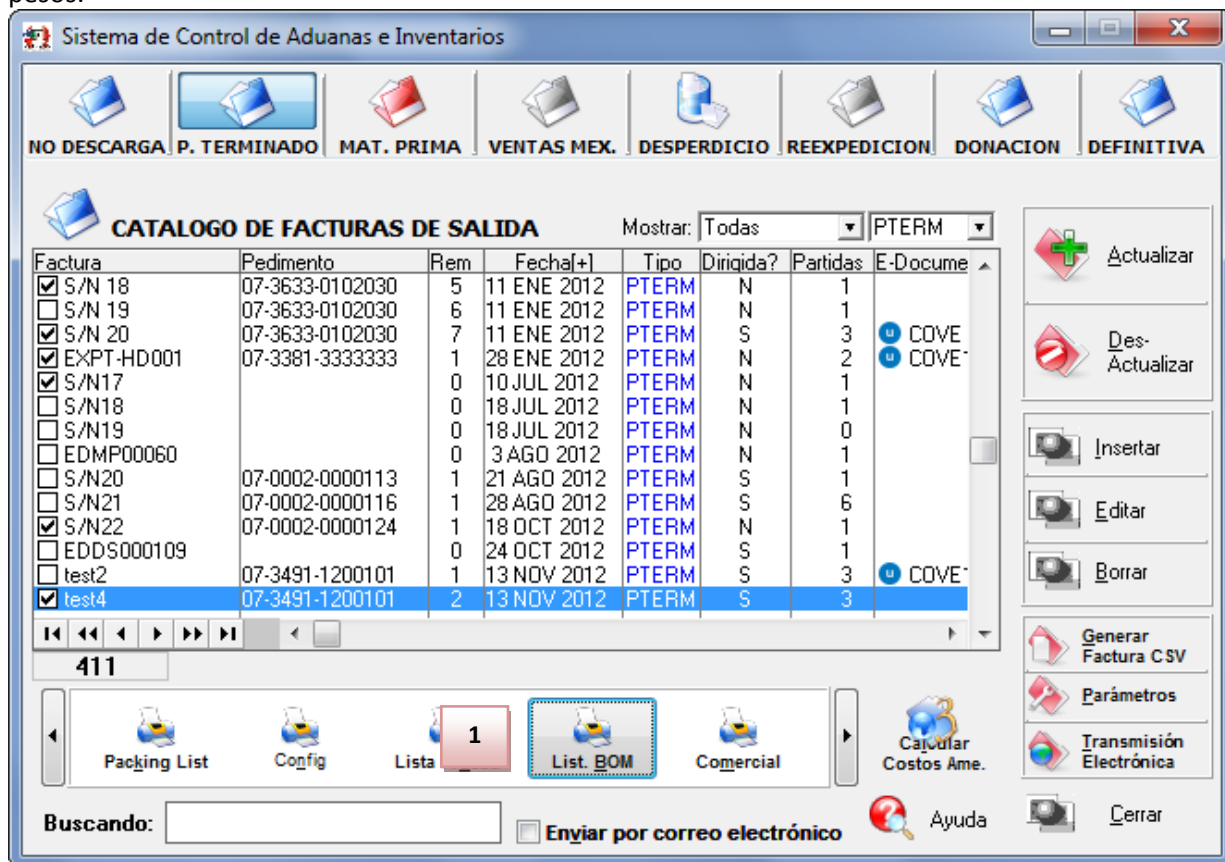 pesos.
Sistema de Control de Aduanas e Inventarios
NO DESCARGA P. TERMINADO MAT. PRIMA VENTAS MEX. DESPERDICIO REEXPEDICION DONACION DEFINITIVA
CATALOGO DE FACTURAS DE SALIDA Mostrar: Todas PTERM
Factura Pedimento Rem Fecha[+] Tipo Dirigida? Partidas E-Docume
S/N 18 07-3633-0102030 5 11 ENE 2012 PTERM N 1
S/N 19 07-3633-0102030 6 11 ENE 2012 PTERM N 1
S/N 20 07-3633-0102030 7 11 ENE 2012 PTERM S 3 u COVE
EXPT-HD001 07-3381-3333333 1 28 ENE 2012 PTERM N 2 u COVE
S/N17 0 10 JUL 2012 PTERM N 1
S/N18 0 18 JUL 2012 PTERM N 1
S/N19 0 18 JUL 2012 PTERM N 0
EDMP00060 0 3 AGO 2012 PTERM N 1
S/N20 07-0002-0000113 1 21 AGO 2012 PTERM S 1
S/N21 07-0002-0000116 1 28 AGO 2012 PTERM S 6
S/N22 07-0002-0000124 1 18 OCT 2012 PTERM N 1
EDDS000109 0 24 OCT 2012 PTERM S 1
test2 07-3491-1200101 1 13 NOV 2012 PTERM S 3 u COVE
test4 07-3491-1200101 2 13 NOV 2012 PTERM S 3
411
Actualizar
Des-
Actualizar
Insertar
Editar
Borrar
Generar
Factura CSV
Parámetros
Transmisión
Electrónica
Cerrar
Packing List Config Lista 1 List. BOM Comercial
Calcular
Costos Ame.
Buscando: Enviar por correo electrónico Ayuda